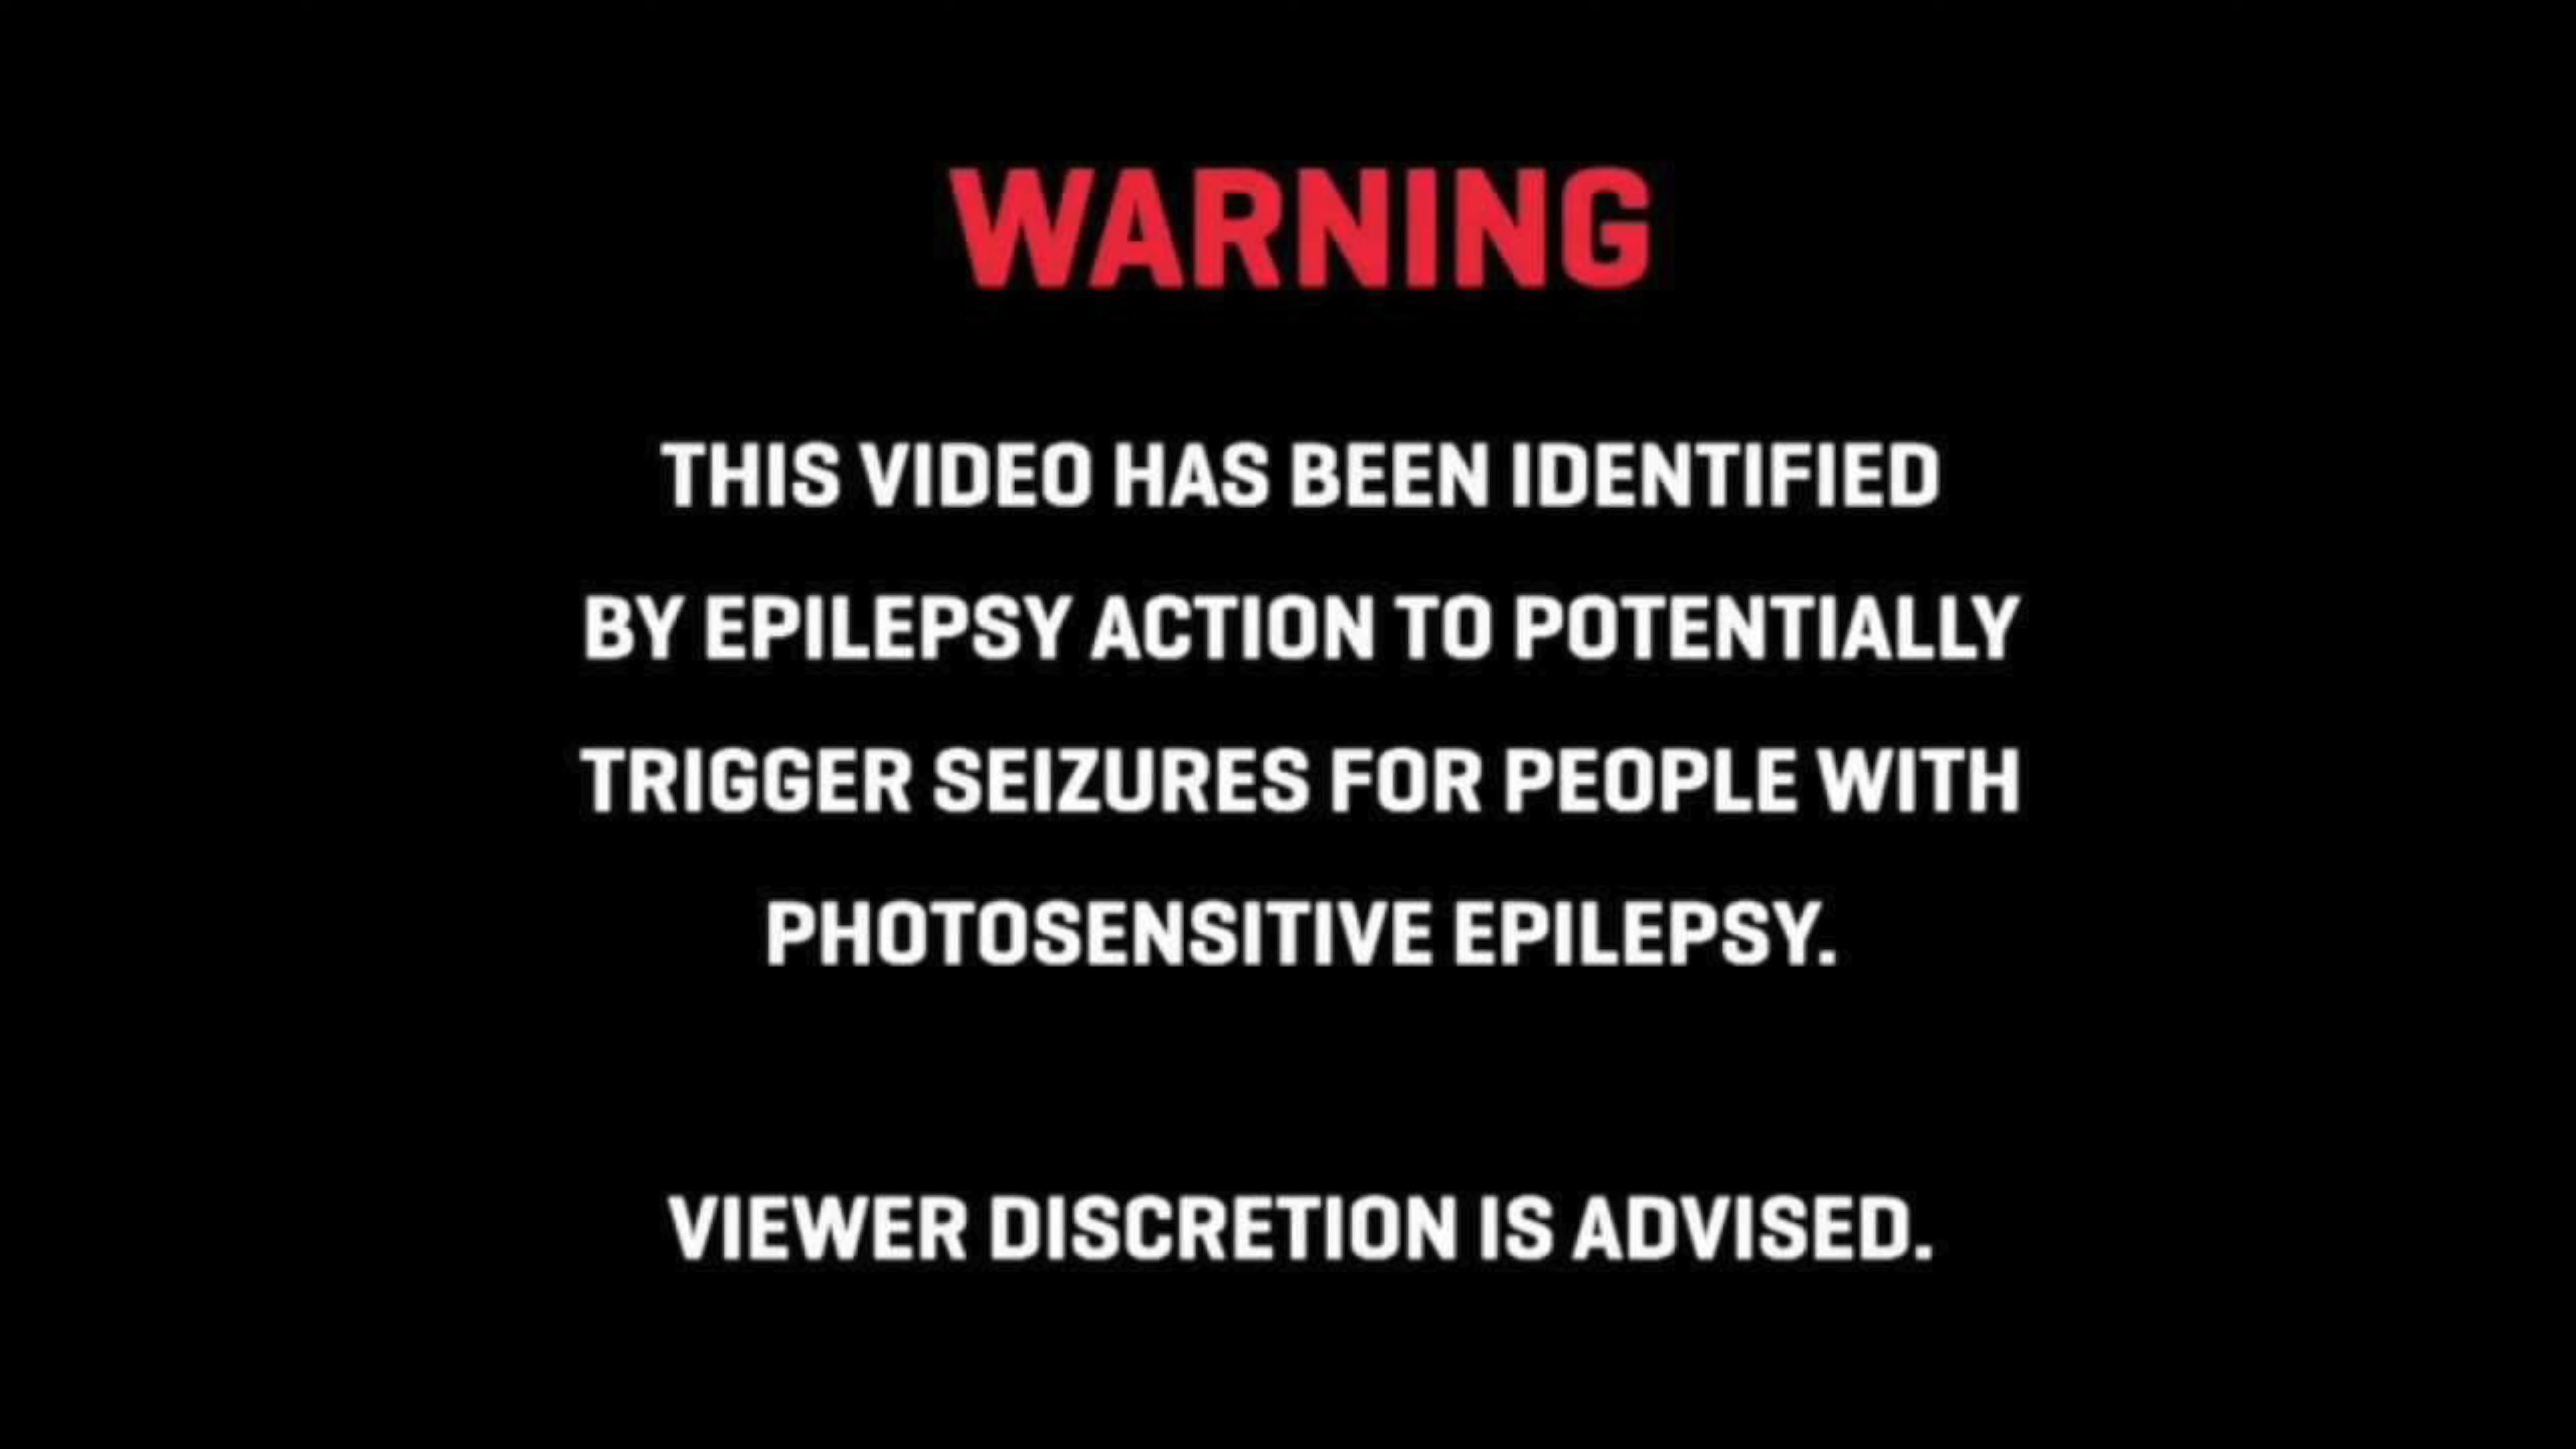 WARNING
THIS VIDEO HAS BEEN IDENTIFIED
BY EPILEPSY ACTION TO POTENTIALLY
TRIGGER SEIZURES FOR PEOPLE WITH
PHOTOSENSITIVE EPILEPSY.
VIEWER DISCRETION IS ADVISED.